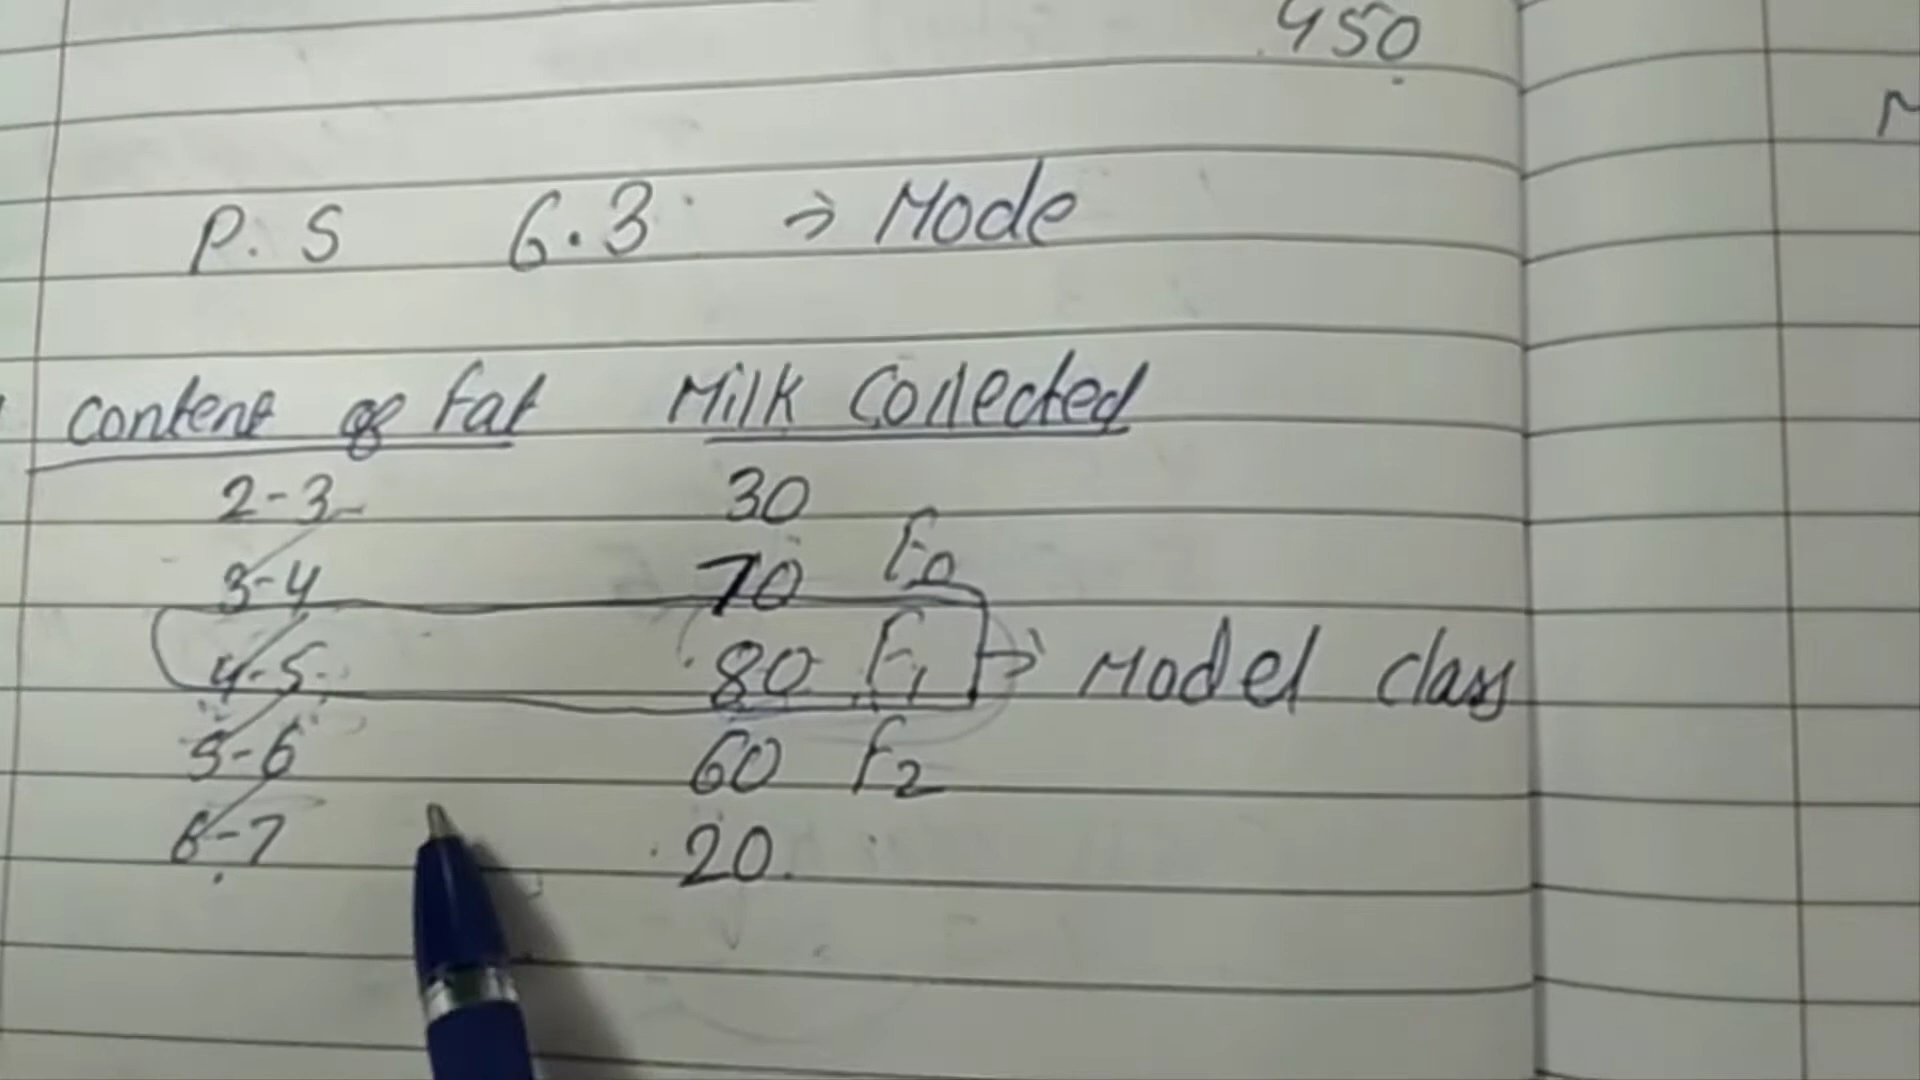 450
P. S 6.3 → Mode
Content of Fat Milk Collected
2-3 30
3-4 70 F0
4-5 80 F1 → Model class
5-6 60 F2
6-7 20